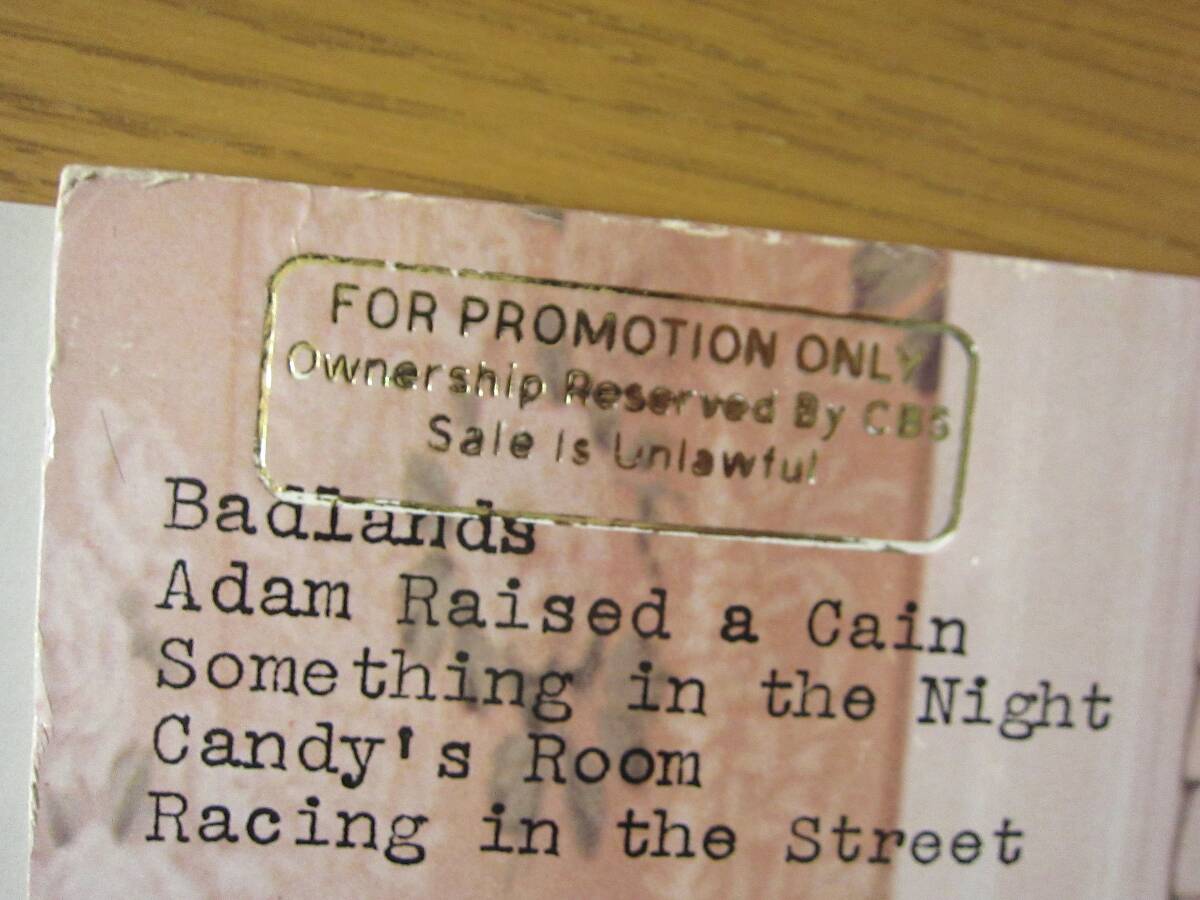 FOR PROMOTION ONLY
Ownership Reserved By CBS
Sale Is Unlawful
Badlands
Adam Raised a Cain
Something in the Night
Candy's Room
Racing in the Street